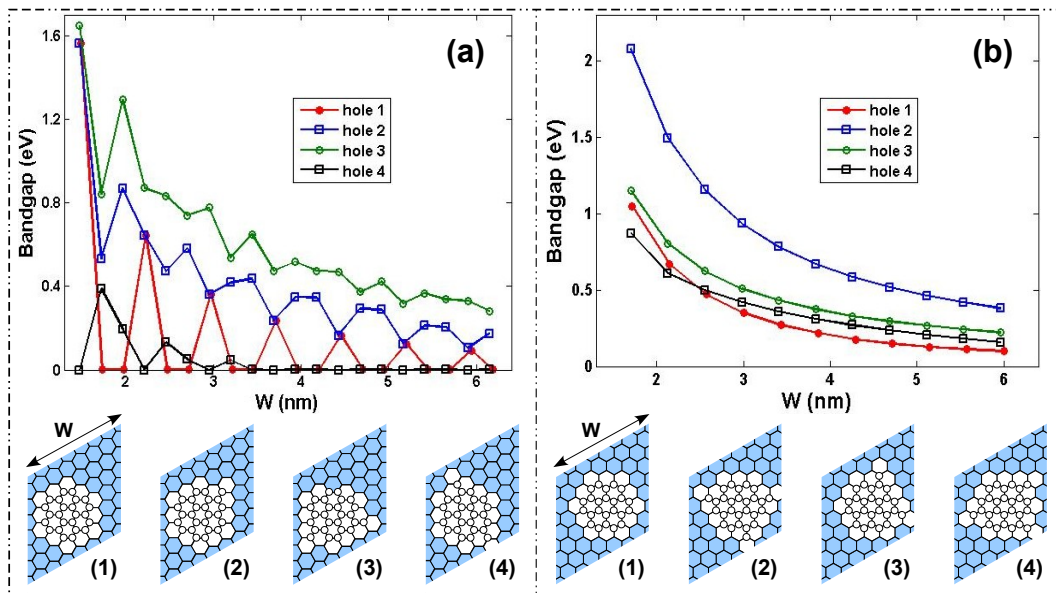 (a)
1.6
1.2
0.8
0.4
0
Bandgap (eV)
hole 1
hole 2
hole 3
hole 4
2
3
4
5
6
W (nm)
W
(1)
(2)
(3)
(4)
(b)
2
1.5
1
0.5
0
Bandgap (eV)
hole 1
hole 2
hole 3
hole 4
2
3
4
5
6
W (nm)
W
(1)
(2)
(3)
(4)